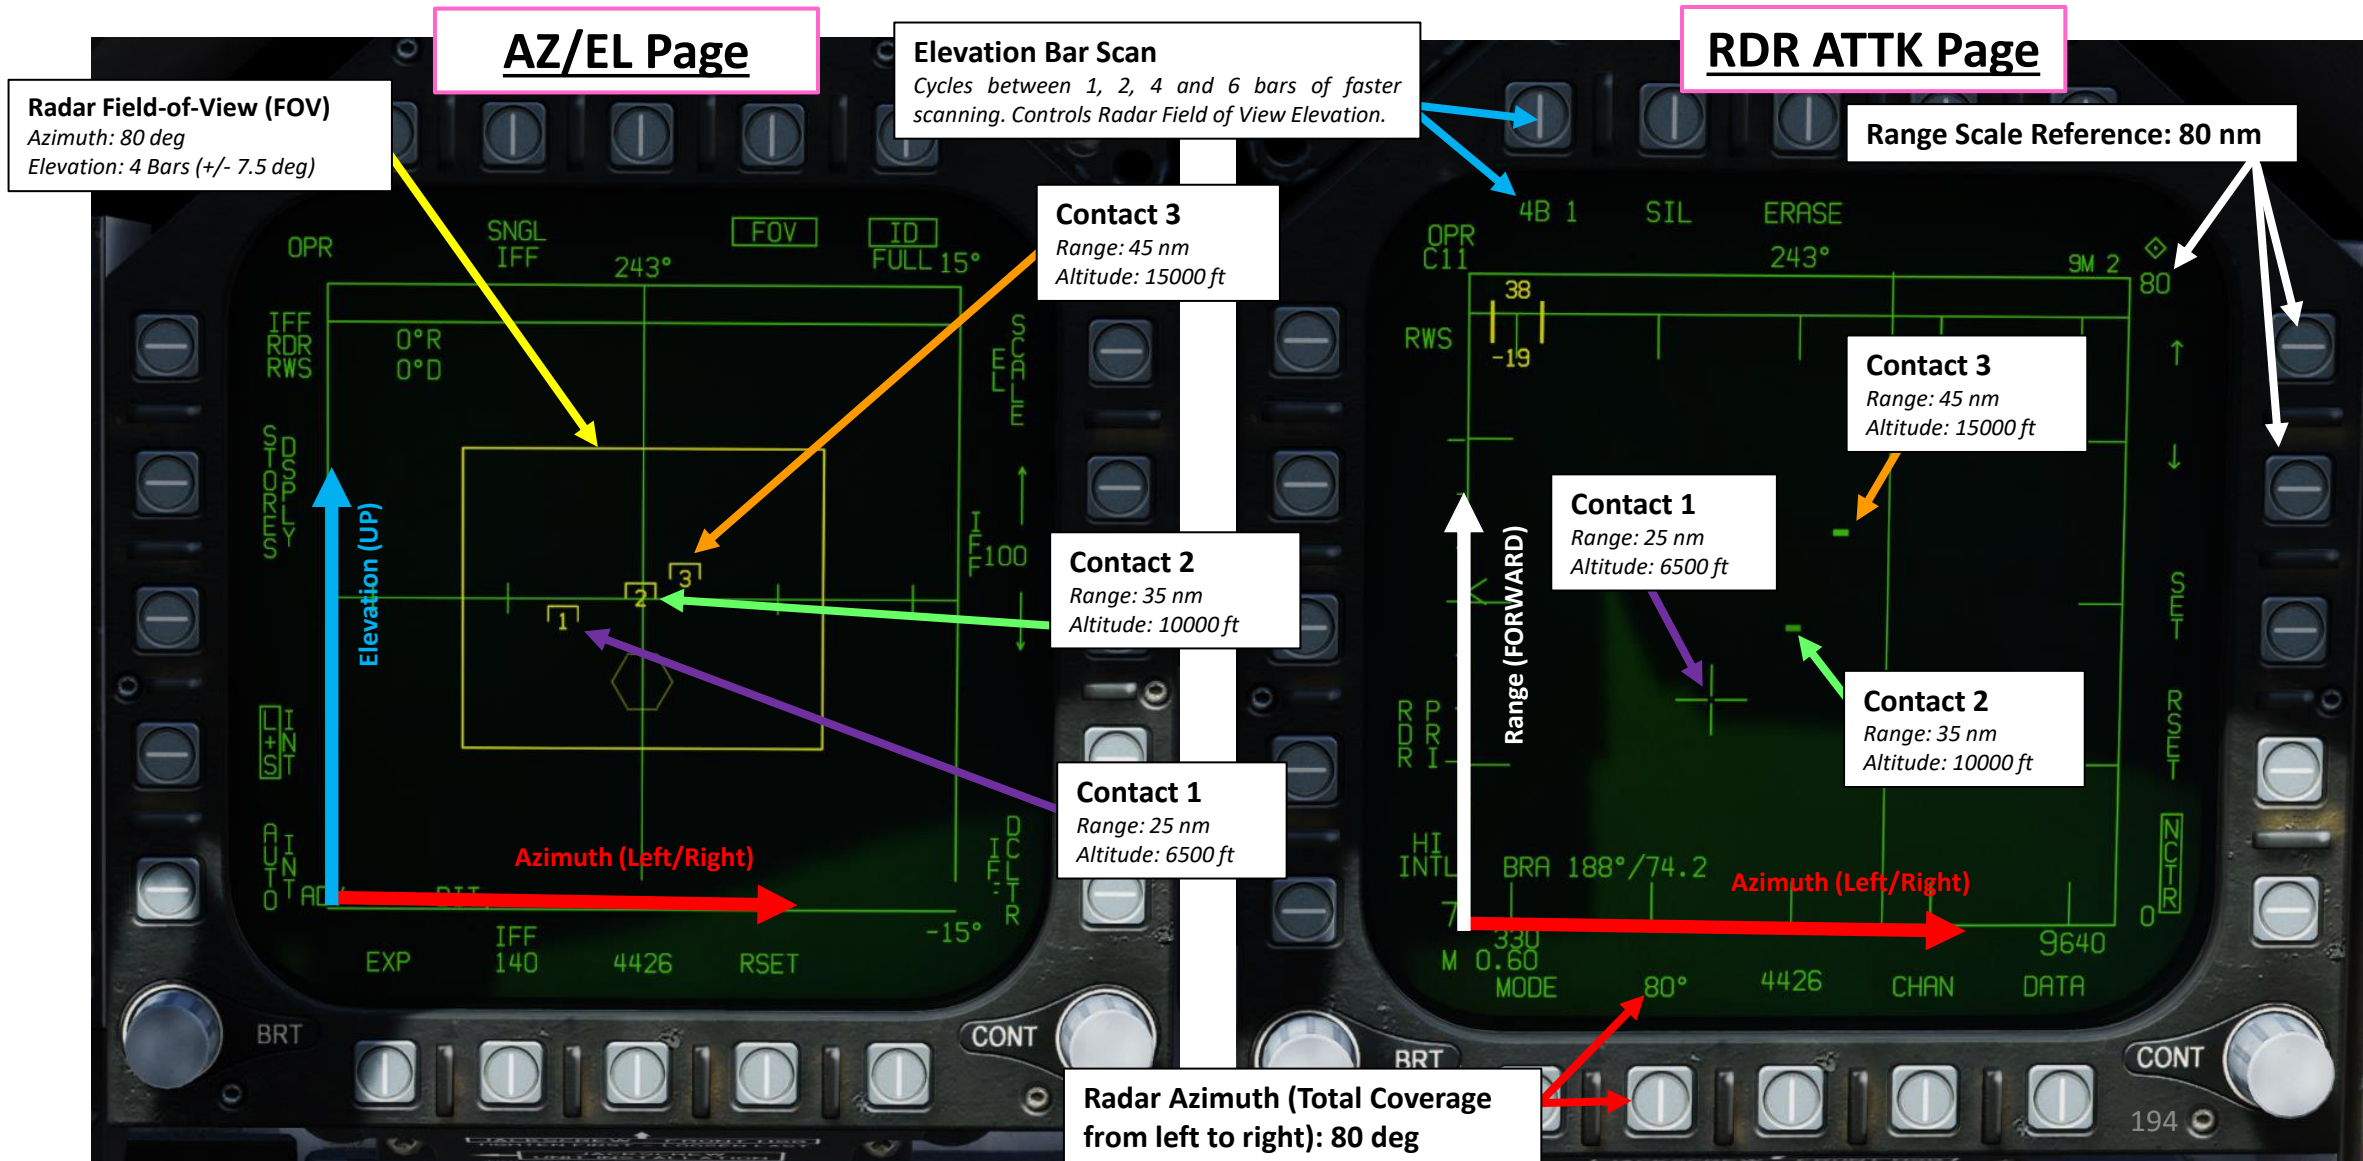 AZ/EL Page
RDR ATTK Page
Radar Field-of-View (FOV)
Azimuth: 80 deg
Elevation: 4 Bars (+/- 7.5 deg)
Elevation Bar Scan
Cycles between 1, 2, 4 and 6 bars of faster
scanning. Controls Radar Field of View Elevation.
Range Scale Reference: 80 nm
Contact 3
Range: 45 nm
Altitude: 15000 ft
Contact 2
Range: 35 nm
Altitude: 10000 ft
Contact 1
Range: 25 nm
Altitude: 6500 ft
OPR
SNGL
IFF
243°
FOV
ID
FULL
15°
IFF
RDR
RWS
0°R
0°D
EL
SCALE
STORES
DSPLY
Elevation (UP)
3
2
1
IFF
100
L+S
INT
AUTO
INT
Azimuth (Left/Right)
IFF
DCLTR
-15°
EXP
IFF
140
4426
RSET
BRT
CONT
4B 1
SIL
ERASE
OPR
C11
243°
9M 2
80
38
-19
RWS
Contact 3
Range: 45 nm
Altitude: 15000 ft
Contact 1
Range: 25 nm
Altitude: 6500 ft
Contact 2
Range: 35 nm
Altitude: 10000 ft
Range (FORWARD)
SET
RSET
NCTR
RDR
PRI
HI
INTL
BRA 188°/74.2
Azimuth (Left/Right)
7
0
330
M 0.60
9640
MODE
80°
4426
CHAN
DATA
BRT
CONT
Radar Azimuth (Total Coverage
from left to right): 80 deg
194